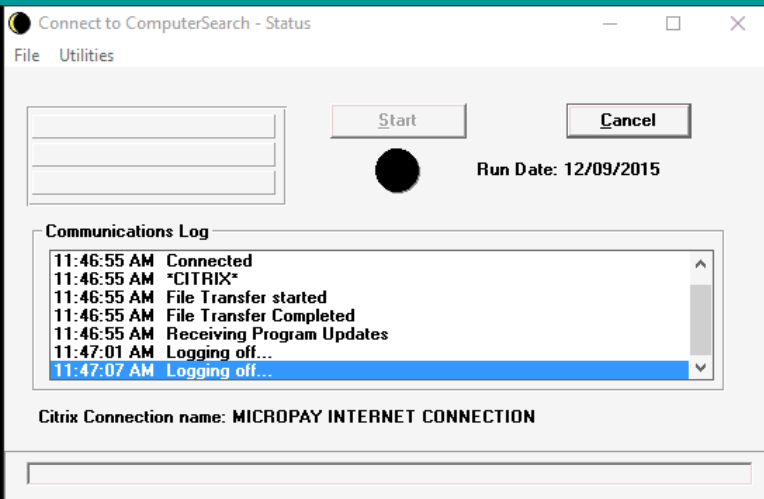 Connect to ComputerSearch - Status
File Utilities
Start Cancel
Run Date: 12/09/2015
Communications Log
11:46:55 AM Connected
11:46:55 AM *CITRIX*
11:46:55 AM File Transfer started
11:46:55 AM File Transfer Completed
11:46:55 AM Receiving Program Updates
11:47:01 AM Logging off...
11:47:07 AM Logging off...
Citrix Connection name: MICROPAY INTERNET CONNECTION